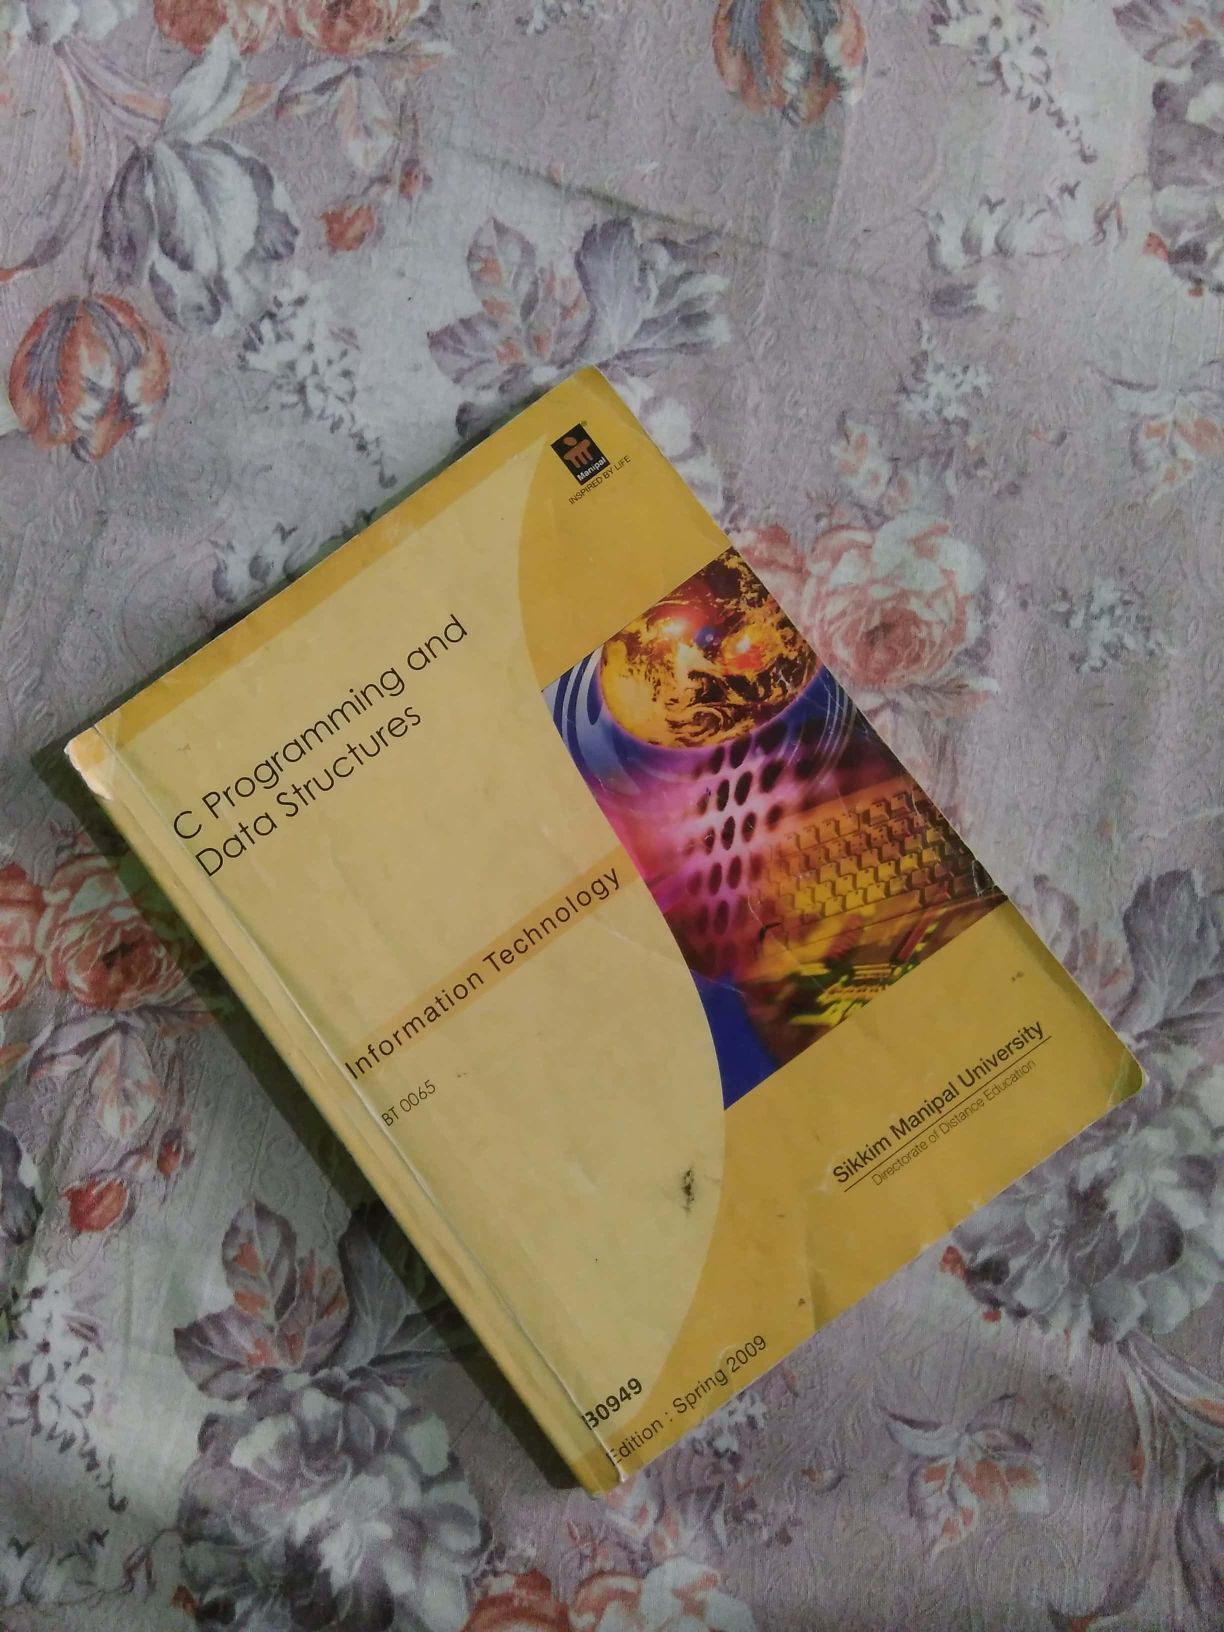 Manipal
INSPIRED BY LIFE
C Programming and
Data Structures
Information Technology
BT 0065
Sikkim Manipal University
Directorate of Distance Education
B0949
Edition : Spring 2009